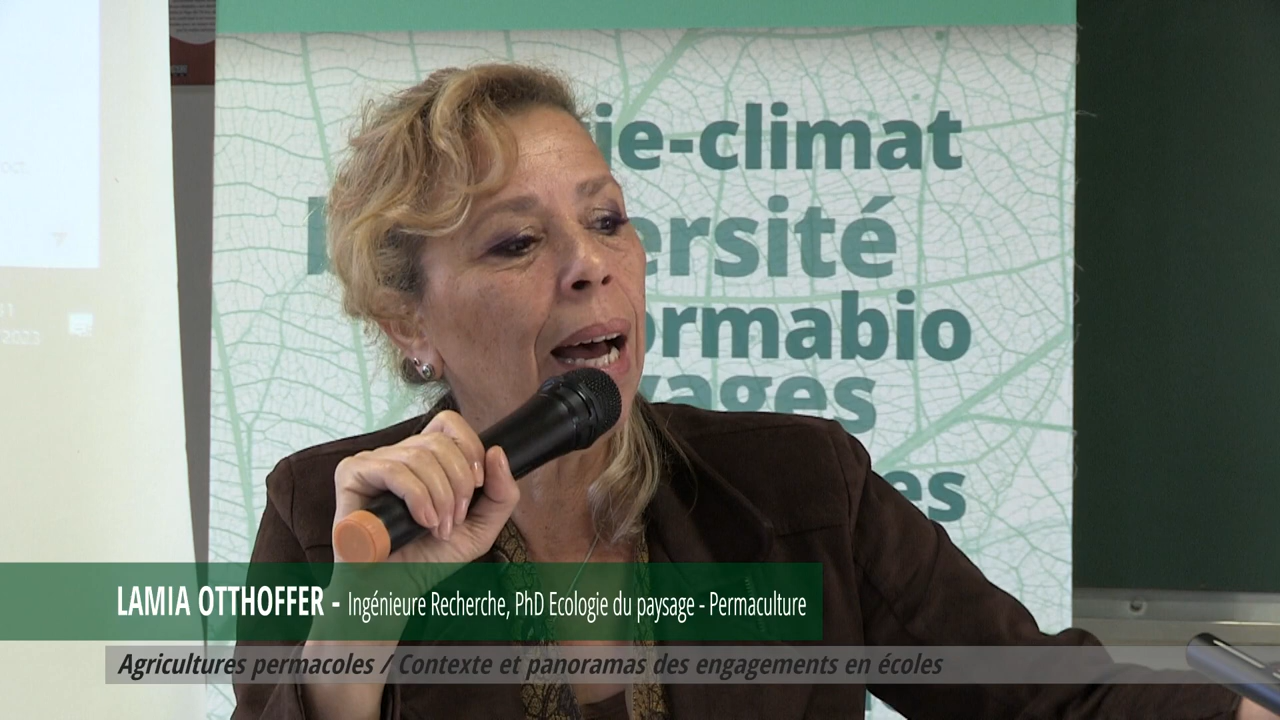 ie-climat
ersité
ormabio
yages
es
LAMIA OTTHOFFER - Ingénieure Recherche, PhD Ecologie du paysage - Permaculture
Agricultures permacoles / Contexte et panoramas des engagements en écoles